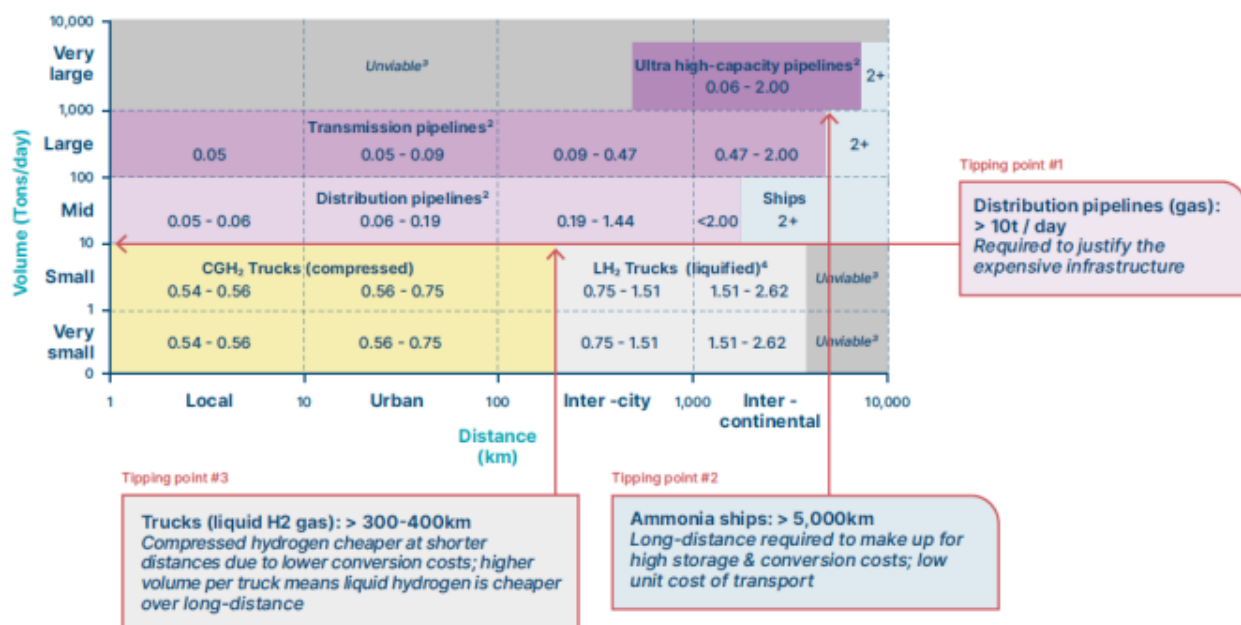 10,000
Very
large
Unviable³
Ultra high-capacity pipelines²
0.06 - 2.00
2+
1,000
Large
Transmission pipelines²
0.05
0.05 - 0.09
0.09 - 0.47
0.47 - 2.00
2+
100
Mid
Distribution pipelines²
0.05 - 0.06
0.06 - 0.19
0.19 - 1.44
<2.00
Ships
2+
10
Small
CGH₂ Trucks (compressed)
0.54 - 0.56
0.56 - 0.75
LH₂ Trucks (liquified)⁴
0.75 - 1.51
1.51 - 2.62
Unviable³
1
Very
small
0.54 - 0.56
0.56 - 0.75
0.75 - 1.51
1.51 - 2.62
Unviable³
0
Volume (Tons/day)
1
Local
10
Urban
100
Inter -city
1,000
Inter -
continental
10,000
Distance
(km)
Tipping point #1
Distribution pipelines (gas):
> 10t / day
Required to justify the
expensive infrastructure
Tipping point #3
Trucks (liquid H2 gas): > 300-400km
Compressed hydrogen cheaper at shorter
distances due to lower conversion costs; higher
volume per truck means liquid hydrogen is cheaper
over long-distance
Tipping point #2
Ammonia ships: > 5,000km
Long-distance required to make up for
high storage & conversion costs; low
unit cost of transport